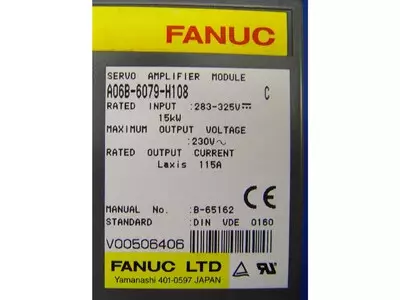 FANUC
SERVO AMPLIFIER MODULE
A06B-6079-H108 C
RATED INPUT :283-325V⎓
15kW
MAXIMUM OUTPUT VOLTAGE
:230V~
RATED OUTPUT CURRENT
Laxis 115A
CE
MANUAL No. :B-65162
STANDARD :DIN VDE 0160
V00506406
FANUC LTD
Yamanashi 401-0597 JAPAN